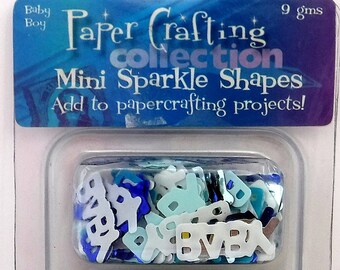 Baby
Boy
Paper Crafting
collection
9 gms
Mini Sparkle Shapes
Add to papercrafting projects!
BABY